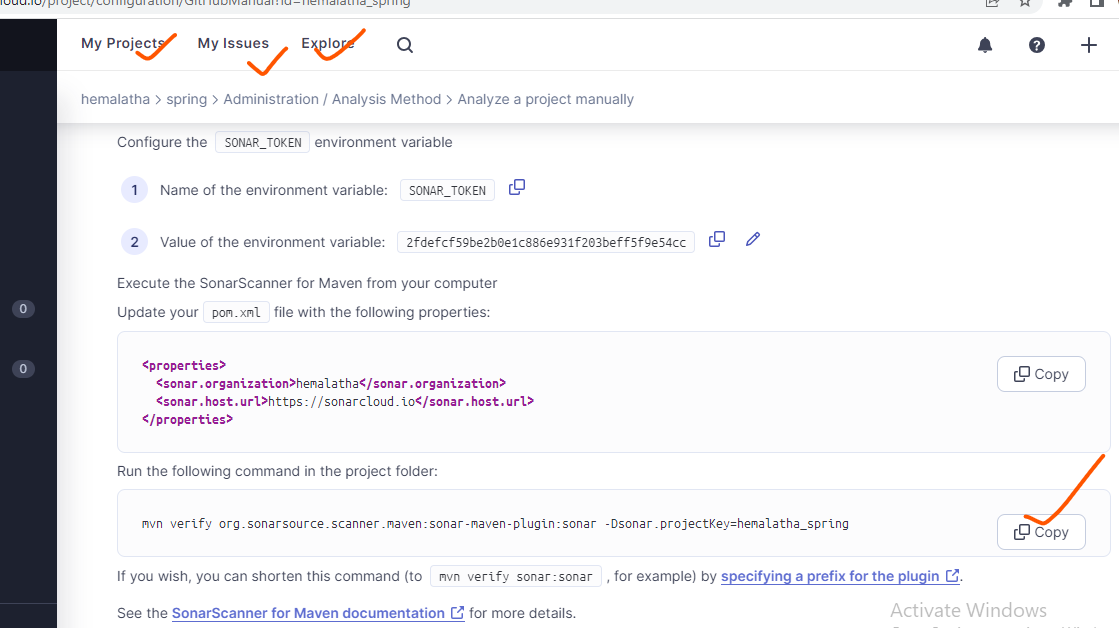 loud.io/project/configuration/GitHubManual?id=hemalatha_spring
My Projects My Issues Explore
hemalatha > spring > Administration / Analysis Method > Analyze a project manually
Configure the SONAR_TOKEN environment variable
1 Name of the environment variable: SONAR_TOKEN
2 Value of the environment variable: 2fdefcf59be2b0e1c886e931f203beff5f9e54cc
Execute the SonarScanner for Maven from your computer
0
Update your pom.xml file with the following properties:
<properties>
0
Copy
<sonar.organization>hemalatha</sonar.organization>
<sonar.host.url>https://sonarcloud.io</sonar.host.url>
</properties>
Run the following command in the project folder:
mvn verify org.sonarsource.scanner.maven:sonar-maven-plugin:sonar -Dsonar.projectKey=hemalatha_spring
Copy
If you wish, you can shorten this command (to mvn verify sonar:sonar , for example) by specifying a prefix for the plugin.
See the SonarScanner for Maven documentation for more details.
Activate Windows